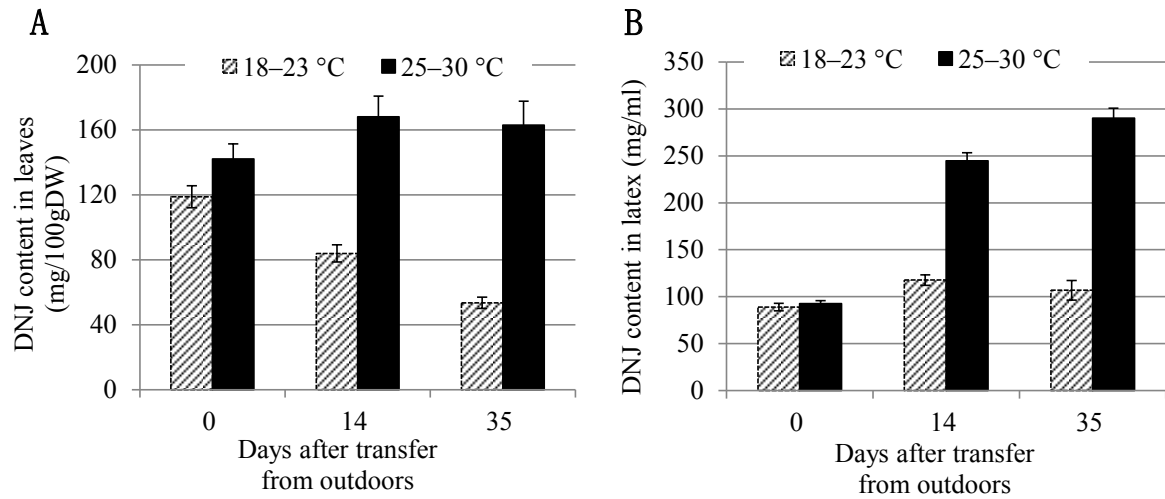 A
18–23 °C 25–30 °C
DNJ content in leaves
(mg/100gDW)
200
160
120
80
40
0
0 14 35
Days after transfer
from outdoors
B
18–23 °C 25–30 °C
DNJ content in latex (mg/ml)
350
300
250
200
150
100
50
0
0 14 35
Days after transfer
from outdoors